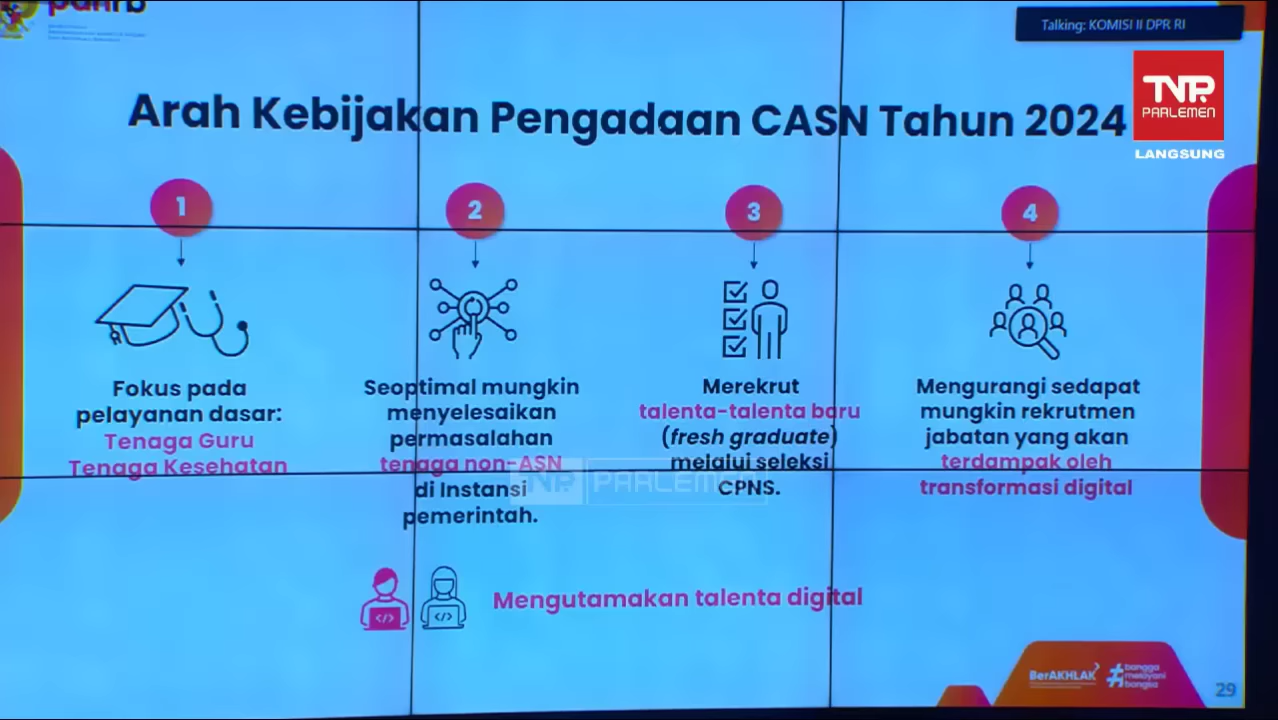 panrb
Talking: KOMISI II DPR RI
TVP
PARLEMEN
LANGSUNG
Arah Kebijakan Pengadaan CASN Tahun 2024
1
Fokus pada
pelayanan dasar:
Tenaga Guru
Tenaga Kesehatan
2
Seoptimal mungkin
menyelesaikan
permasalahan
tenaga non-ASN
di Instansi
pemerintah.
3
Merekrut
talenta-talenta baru
(fresh graduate)
melalui seleksi
CPNS.
4
Mengurangi sedapat
mungkin rekrutmen
jabatan yang akan
terdampak oleh
transformasi digital
Mengutamakan talenta digital
BerAKHLAK
#bangga
melayani
bangsa
29